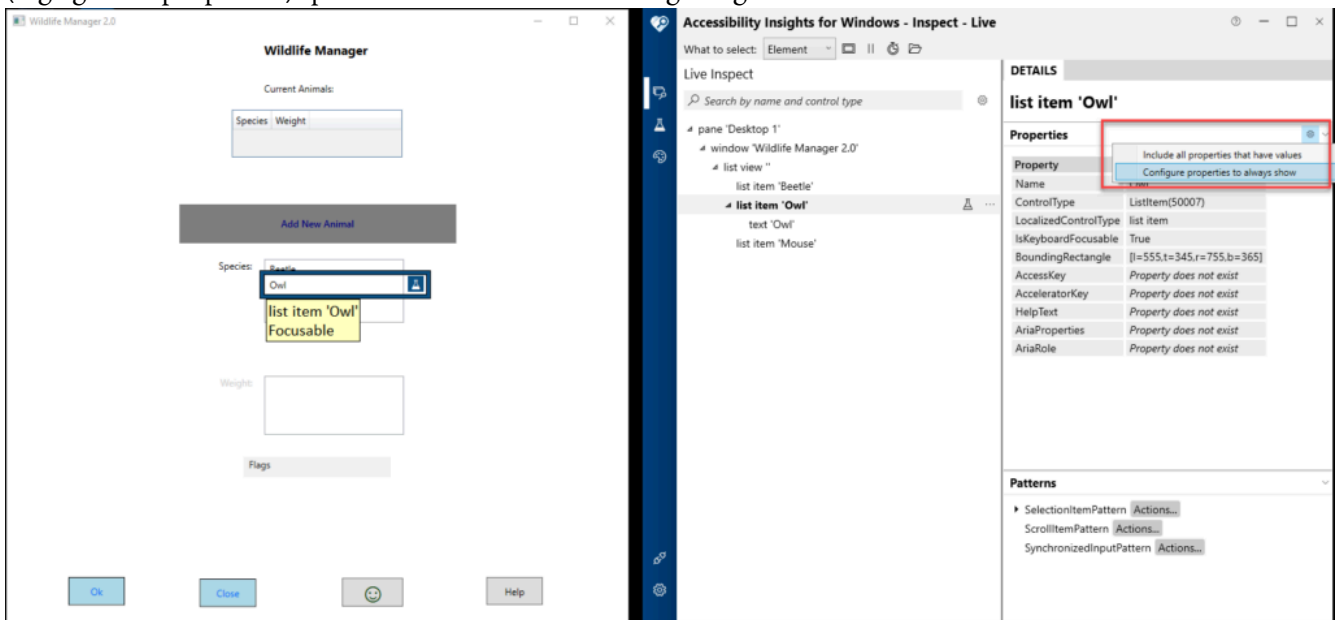 Wildlife Manager 2.0
Wildlife Manager
Current Animals:
Species Weight
Add New Animal
Species:
Beetle
Owl
list item 'Owl'
Focusable
Weight:
Flags
Ok
Close
Help
Accessibility Insights for Windows - Inspect - Live
What to select: Element
Live Inspect
Search by name and control type
pane 'Desktop 1'
window 'Wildlife Manager 2.0'
list view ''
list item 'Beetle'
list item 'Owl'
text 'Owl'
list item 'Mouse'
DETAILS
list item 'Owl'
Properties
Include all properties that have values
Configure properties to always show
Property
Name
ControlType ListItem(50007)
LocalizedControlType list item
IsKeyboardFocusable True
BoundingRectangle [l=555,t=345,r=755,b=365]
AccessKey Property does not exist
AcceleratorKey Property does not exist
HelpText Property does not exist
AriaProperties Property does not exist
AriaRole Property does not exist
Patterns
SelectionItemPattern Actions...
ScrollItemPattern Actions...
SynchronizedInputPattern Actions...